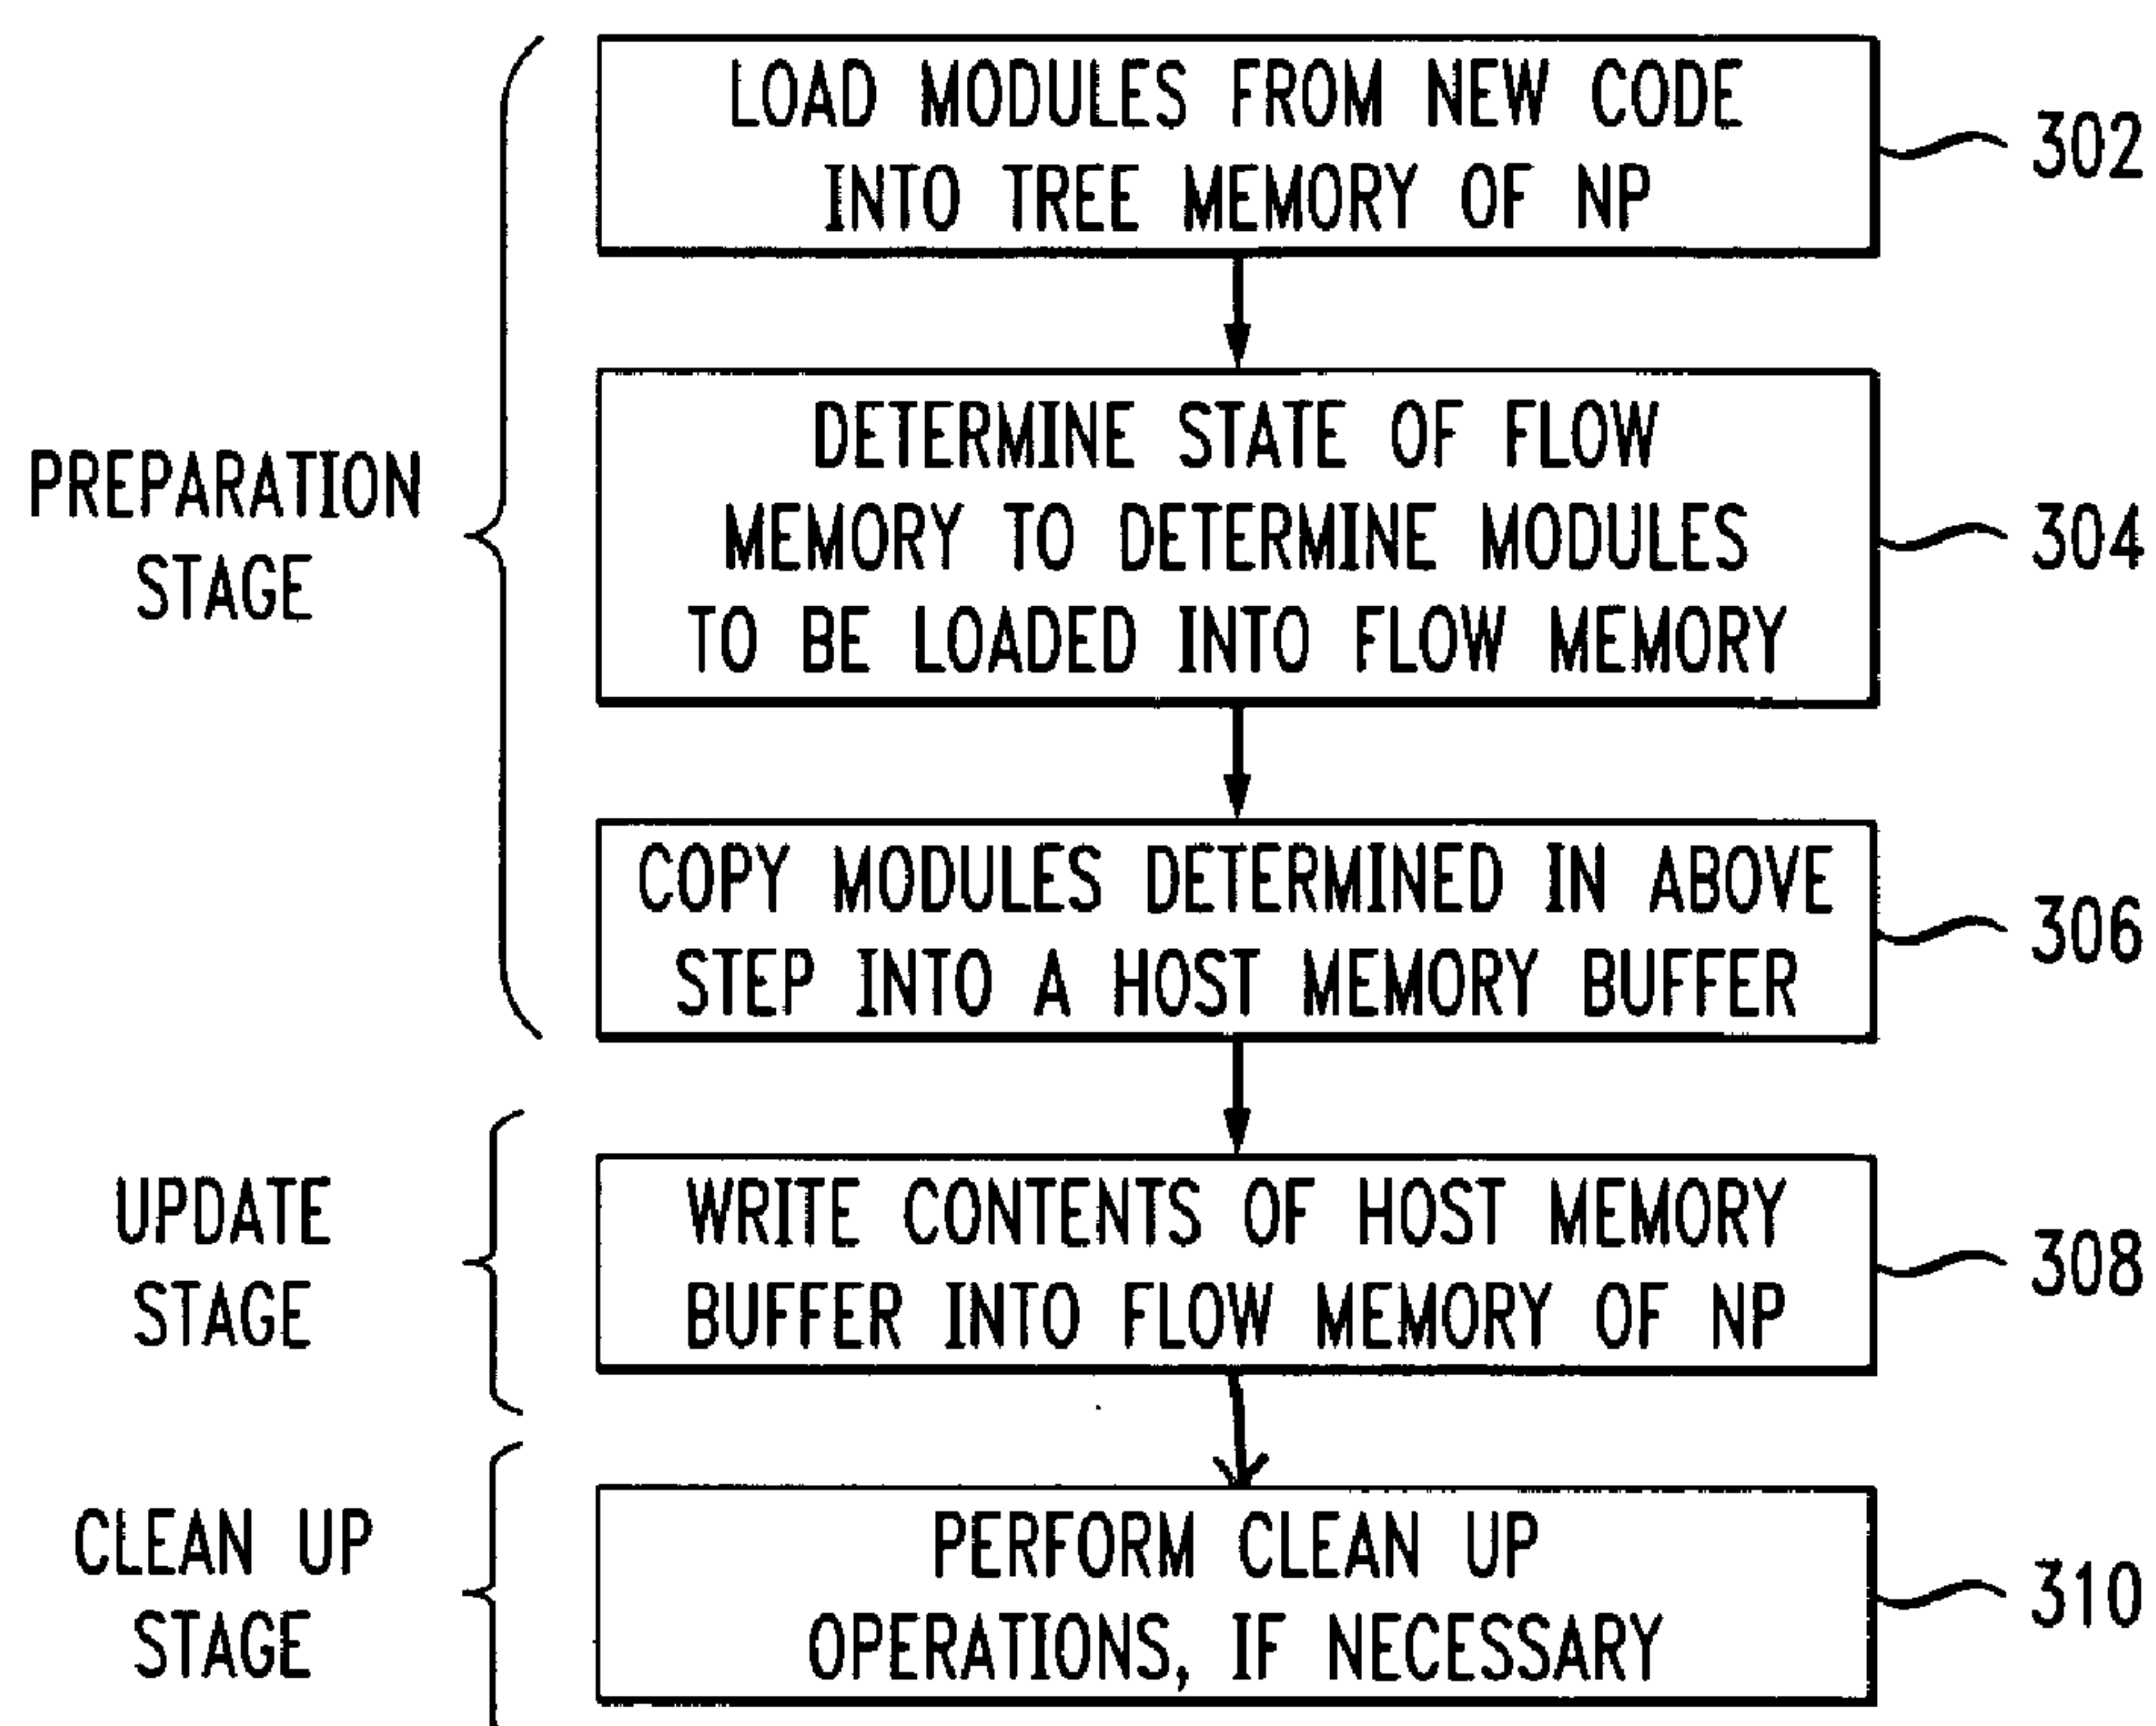 LOAD MODULES FROM NEW CODE
INTO TREE MEMORY OF NP
302
PREPARATION
STAGE
DETERMINE STATE OF FLOW
MEMORY TO DETERMINE MODULES
TO BE LOADED INTO FLOW MEMORY
304
COPY MODULES DETERMINED IN ABOVE
STEP INTO A HOST MEMORY BUFFER
306
UPDATE
STAGE
WRITE CONTENTS OF HOST MEMORY
BUFFER INTO FLOW MEMORY OF NP
308
CLEAN UP
STAGE
PERFORM CLEAN UP
OPERATIONS, IF NECESSARY
310